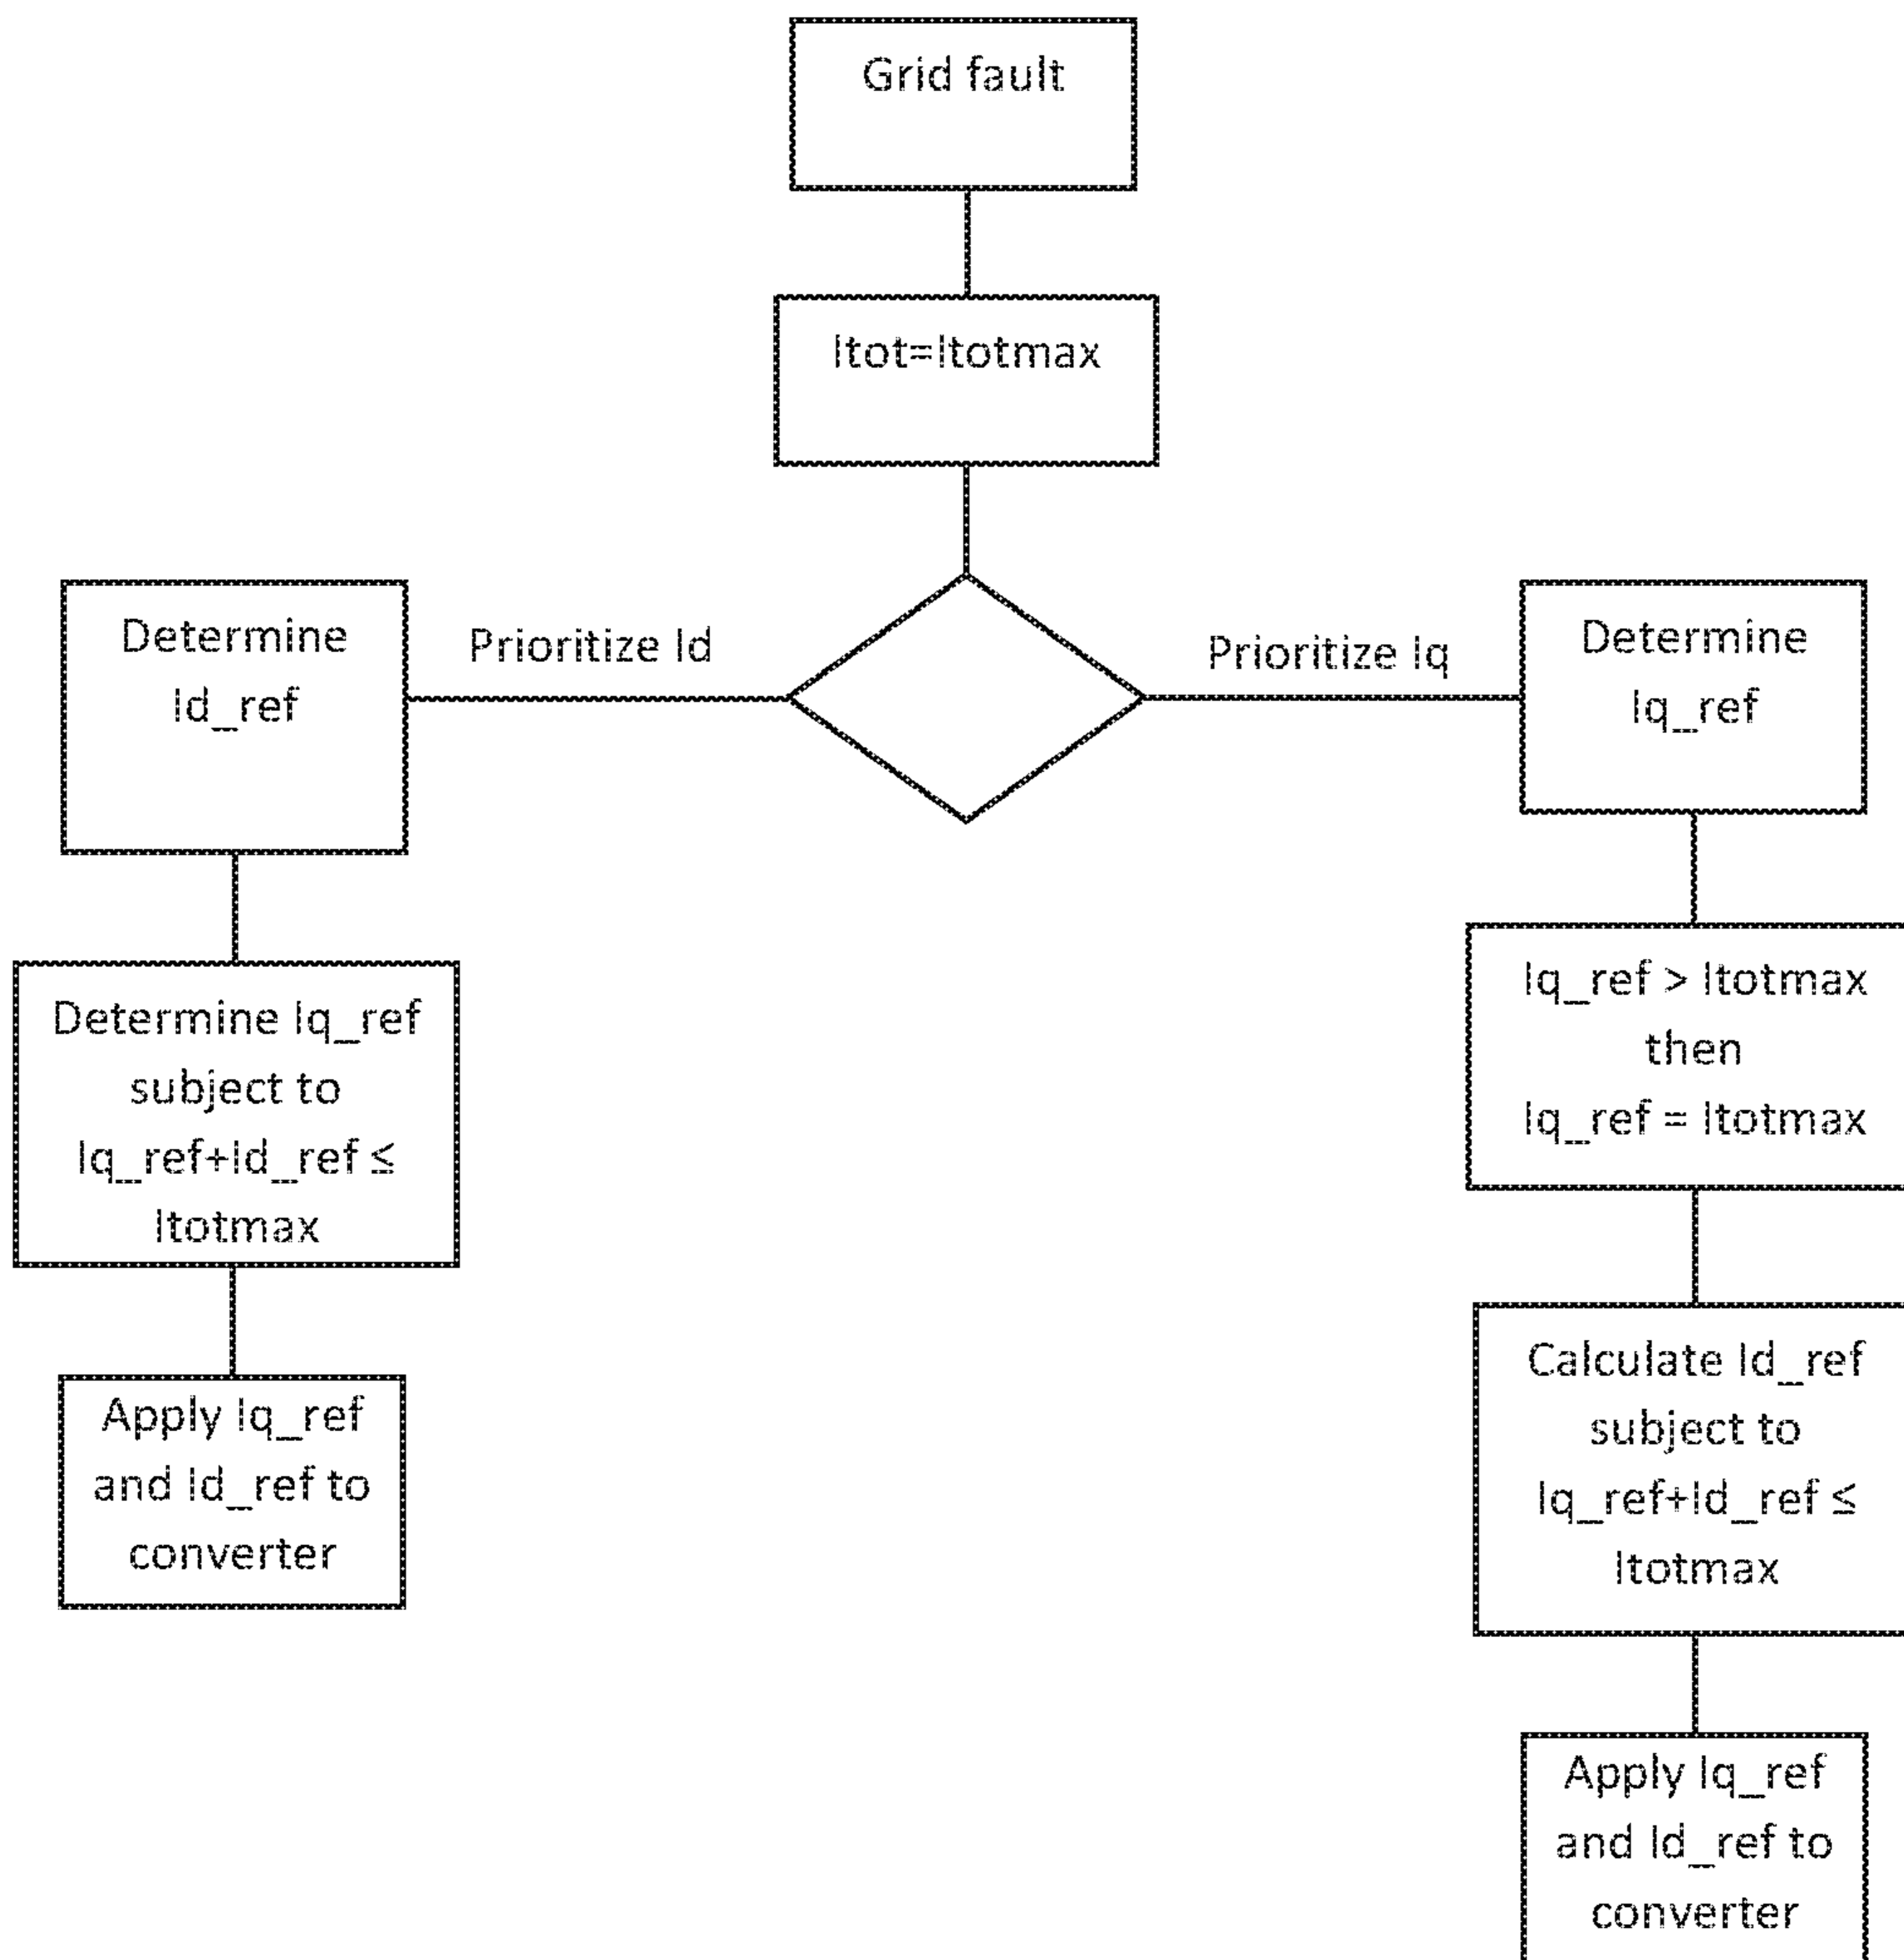 Grid fault
Itot=Itotmax
Prioritize Id
Prioritize Iq
Determine
Id_ref
Determine Iq_ref
subject to
Iq_ref+Id_ref ≤
Itotmax
Apply Iq_ref
and Id_ref to
converter
Determine
Iq_ref
Iq_ref > Itotmax
then
Iq_ref = Itotmax
Calculate Id_ref
subject to
Iq_ref+Id_ref ≤
Itotmax
Apply Iq_ref
and Id_ref to
converter